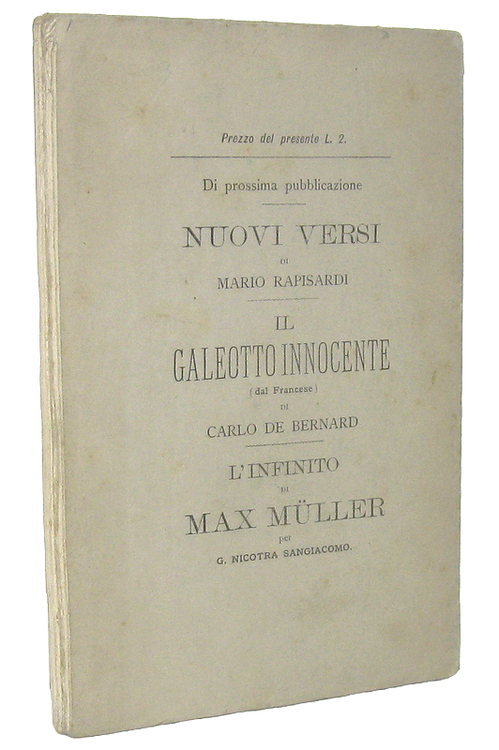 Prezzo del presente L. 2.
Di prossima pubblicazione
NUOVI VERSI
DI
MARIO RAPISARDI
IL
GALEOTTO INNOCENTE
(dal Francese)
DI
CARLO DE BERNARD
L'INFINITO
DI
MAX MÜLLER
per
G. NICOTRA SANGIACOMO.